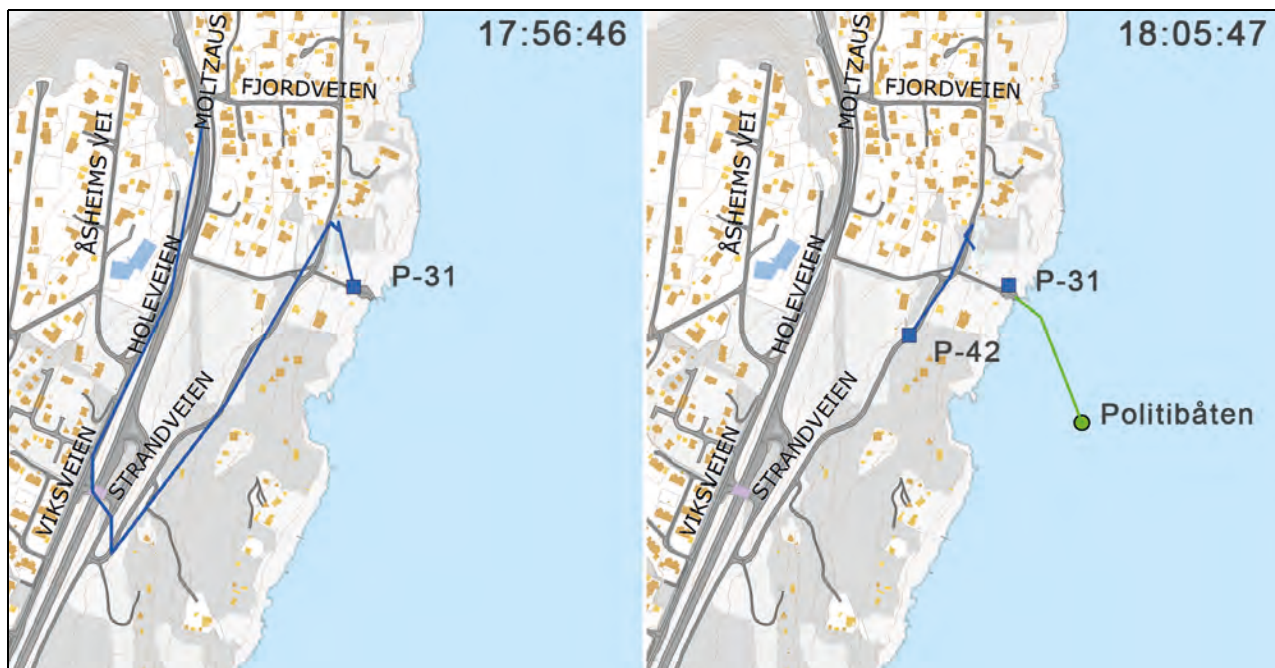 17:56:46
MOLTZAUS
FJORDVEIEN
ÅSHEIMS VEI
HOLEVEIEN
P-31
STRANDVEIEN
VIKSVEIEN
18:05:47
MOLTZAUS
FJORDVEIEN
ÅSHEIMS VEI
HOLEVEIEN
P-31
P-42
STRANDVEIEN
Politibåten
VIKSVEIEN